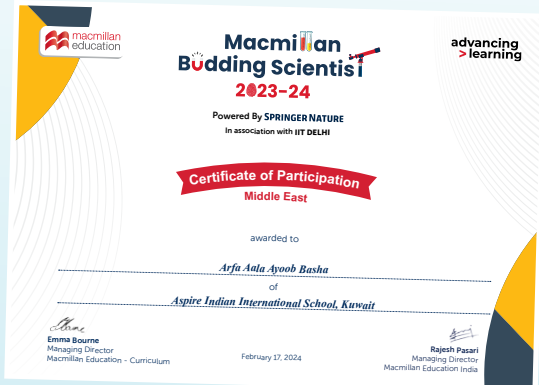 macmillan
education
Macmillan
Budding Scientist
2023-24
advancing
>learning
Powered By SPRINGER NATURE
In association with IIT DELHI
Certificate of Participation
Middle East
awarded to
Arfa Aala Ayoob Basha
of
Aspire Indian International School, Kuwait
Emma Bourne
Managing Director
Macmillan Education - Curriculum
February 17, 2024
Rajesh Pasari
Managing Director
Macmillan Education India